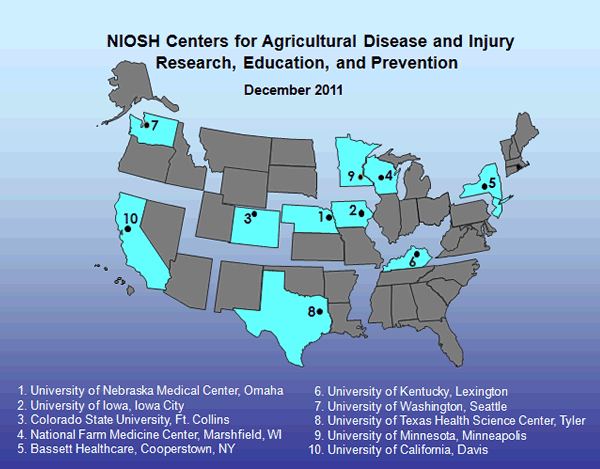 NIOSH Centers for Agricultural Disease and Injury
Research, Education, and Prevention
December 2011
7
9
4
5
10
3
1
2
6
8
1. University of Nebraska Medical Center, Omaha
2. University of Iowa, Iowa City
3. Colorado State University, Ft. Collins
4. National Farm Medicine Center, Marshfield, WI
5. Bassett Healthcare, Cooperstown, NY
6. University of Kentucky, Lexington
7. University of Washington, Seattle
8. University of Texas Health Science Center, Tyler
9. University of Minnesota, Minneapolis
10. University of California, Davis